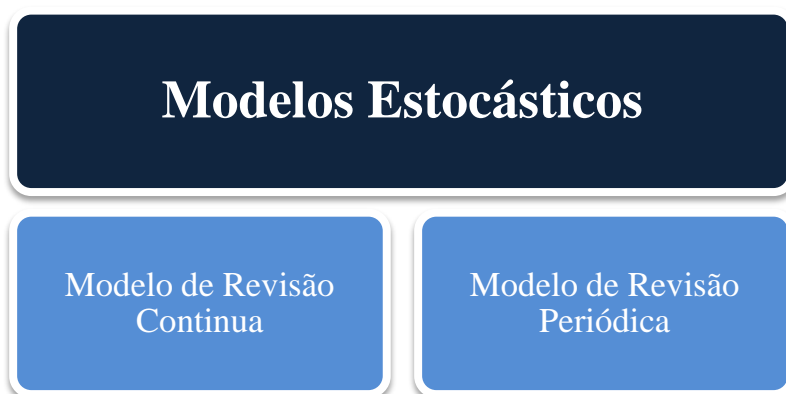 Modelos Estocásticos
Modelo de Revisão
Continua
Modelo de Revisão
Periódica